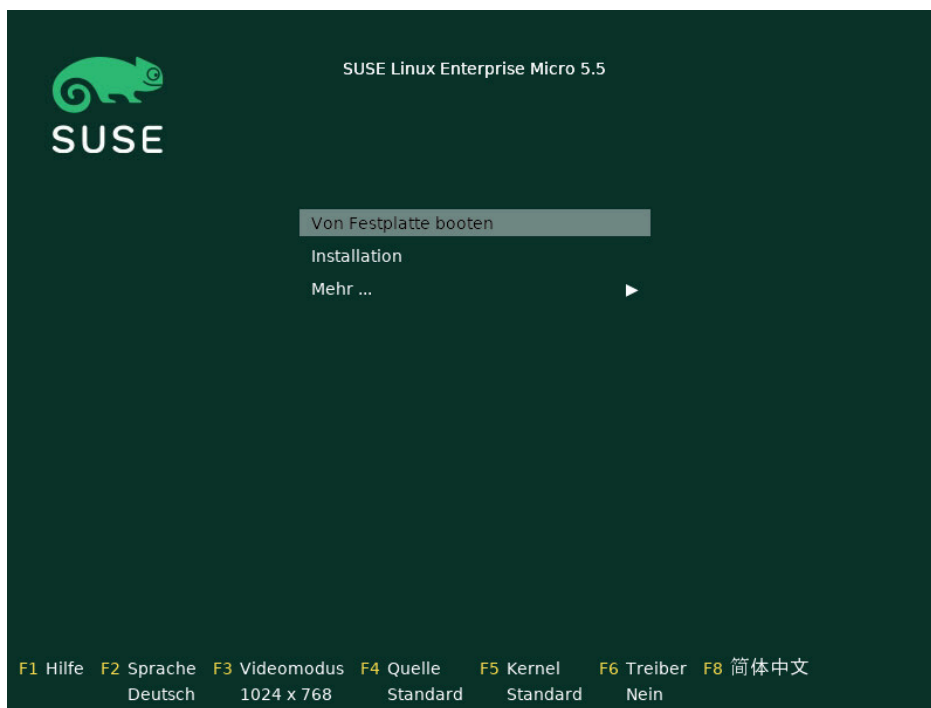 SUSE Linux Enterprise Micro 5.5
SUSE
Von Festplatte booten
Installation
Mehr ...
F1 Hilfe F2 Sprache F3 Videomodus F4 Quelle F5 Kernel F6 Treiber F8 简体中文
Deutsch 1024 x 768 Standard Standard Nein